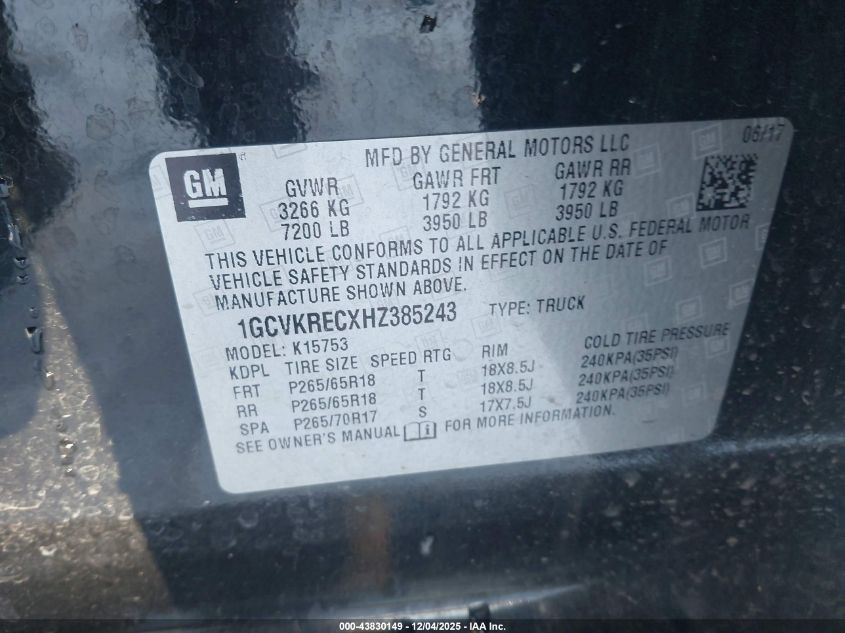 MFD BY GENERAL MOTORS LLC 06/17
GM
GVWR GAWR FRT GAWR RR
3266 KG 1792 KG 1792 KG
7200 LB 3950 LB 3950 LB
THIS VEHICLE CONFORMS TO ALL APPLICABLE U.S. FEDERAL MOTOR
VEHICLE SAFETY STANDARDS IN EFFECT ON THE DATE OF
MANUFACTURE SHOWN ABOVE.
1GCVKRECXHZ385243 TYPE: TRUCK
MODEL: K15753
KDPL TIRE SIZE SPEED RTG RIM COLD TIRE PRESSURE
FRT P265/65R18 T 18X8.5J 240KPA(35PSI)
RR P265/65R18 T 18X8.5J 240KPA(35PSI)
SPA P265/70R17 S 17X7.5J 240KPA(35PSI)
SEE OWNER'S MANUAL FOR MORE INFORMATION.
000-43830149 - 12/04/2025 - IAA Inc.